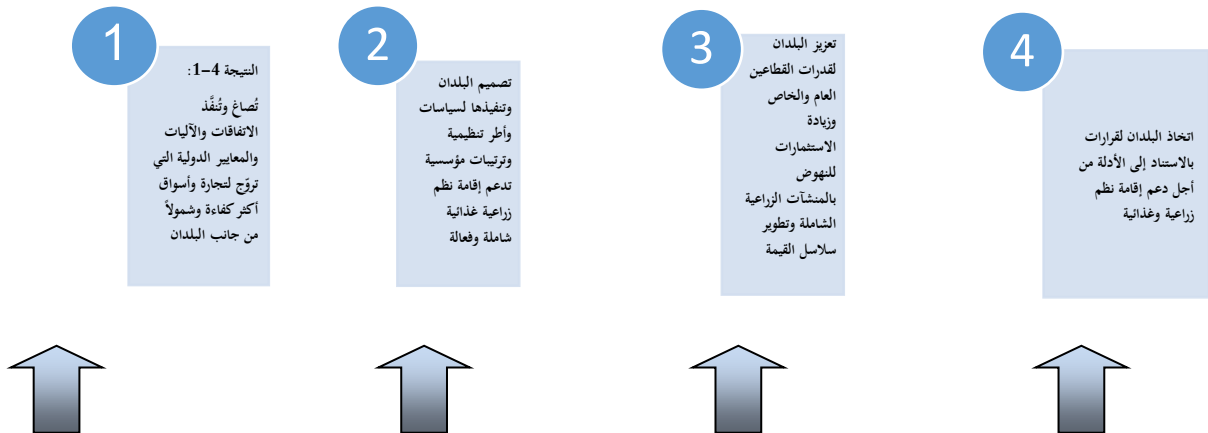 1
النتيجة 4–1:
تُصاغ وتُنفَّذ
الاتفاقات والآليات
والمعايير الدولية التي
تروّج لتجارة وأسواق
أكثر كفاءة وشمولاً
من جانب البلدان
2
تصميم البلدان
وتنفيذها لسياسات
وأطر تنظيمية
وترتيبات مؤسسية
تدعم إقامة نظم
زراعية غذائية
شاملة وفعالة
3
تعزيز البلدان
لقدرات القطاعين
العام والخاص
وزيادة
الاستثمارات
للنهوض
بالمنشآت الزراعية
الشاملة وتطوير
سلاسل القيمة
4
اتخاذ البلدان لقرارات
بالاستناد إلى الأدلة من
أجل دعم إقامة نظم
زراعية وغذائية